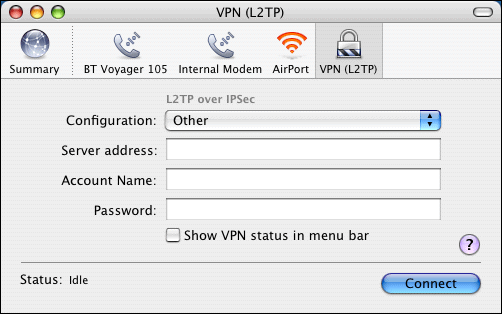 VPN (L2TP)
Summary
BT Voyager 105
Internal Modem
AirPort
VPN (L2TP)
L2TP over IPSec
Configuration: Other
Server address:
Account Name:
Password:
Show VPN status in menu bar
?
Status: Idle
Connect